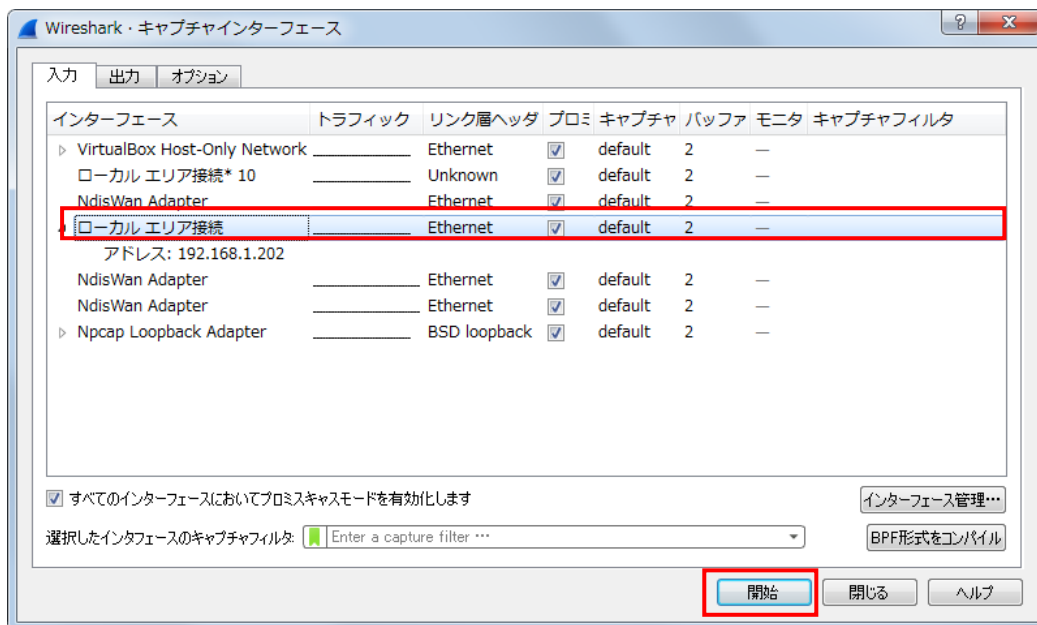 Wireshark・キャプチャインターフェース
入力 出力 オプション
インターフェース トラフィック リンク層ヘッダ プロミ キャプチャ バッファ モニタ キャプチャフィルタ
VirtualBox Host-Only Network Ethernet default 2 —
ローカル エリア接続* 10 Unknown default 2 —
NdisWan Adapter Ethernet default 2 —
ローカル エリア接続 Ethernet default 2 —
アドレス: 192.168.1.202
NdisWan Adapter Ethernet default 2 —
NdisWan Adapter Ethernet default 2 —
Npcap Loopback Adapter BSD loopback default 2 —
すべてのインターフェースにおいてプロミスキャスモードを有効化します
インターフェース管理…
選択したインタフェースのキャプチャフィルタ: Enter a capture filter …
BPF形式をコンパイル
開始 閉じる ヘルプ